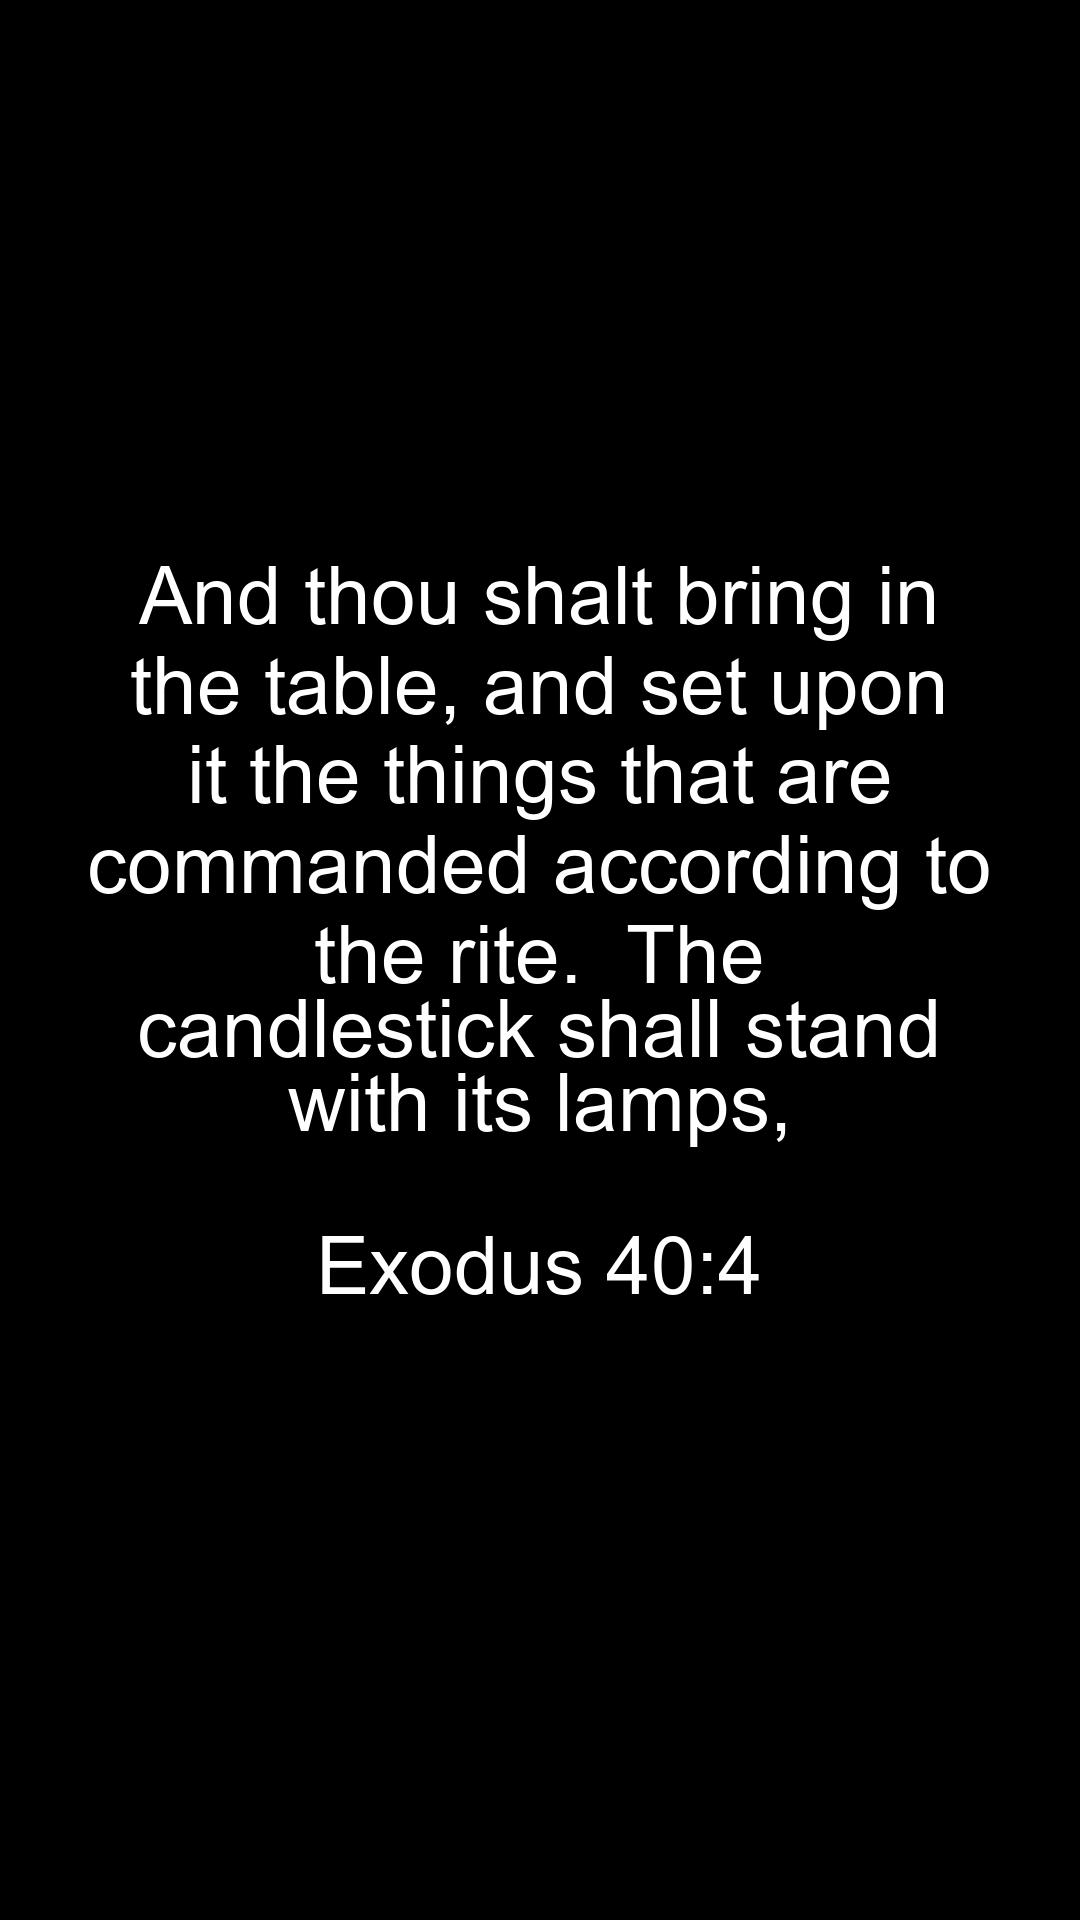 And thou shalt bring in
the table, and set upon
it the things that are
commanded according to
the rite.  The
candlestick shall stand
with its lamps,
Exodus 40:4